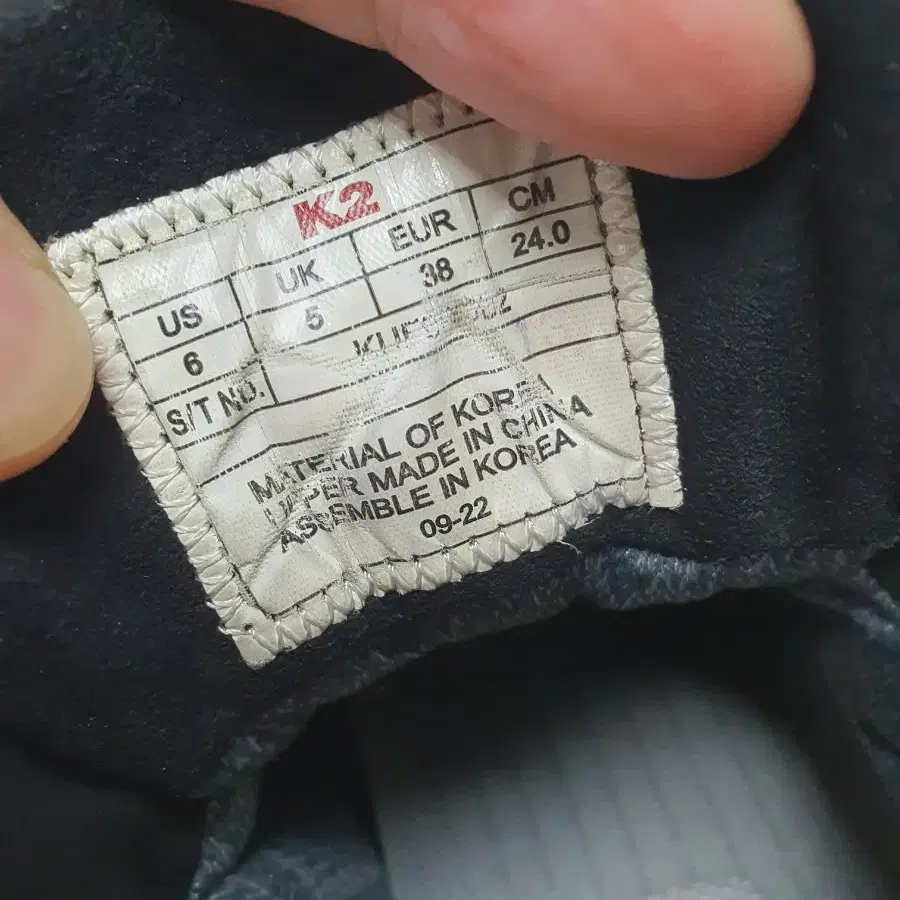 K2
US UK EUR CM
6 5 38 24.0
S/T NO.
MATERIAL OF KOREA
UPPER MADE IN CHINA
ASSEMBLE IN KOREA
09-22